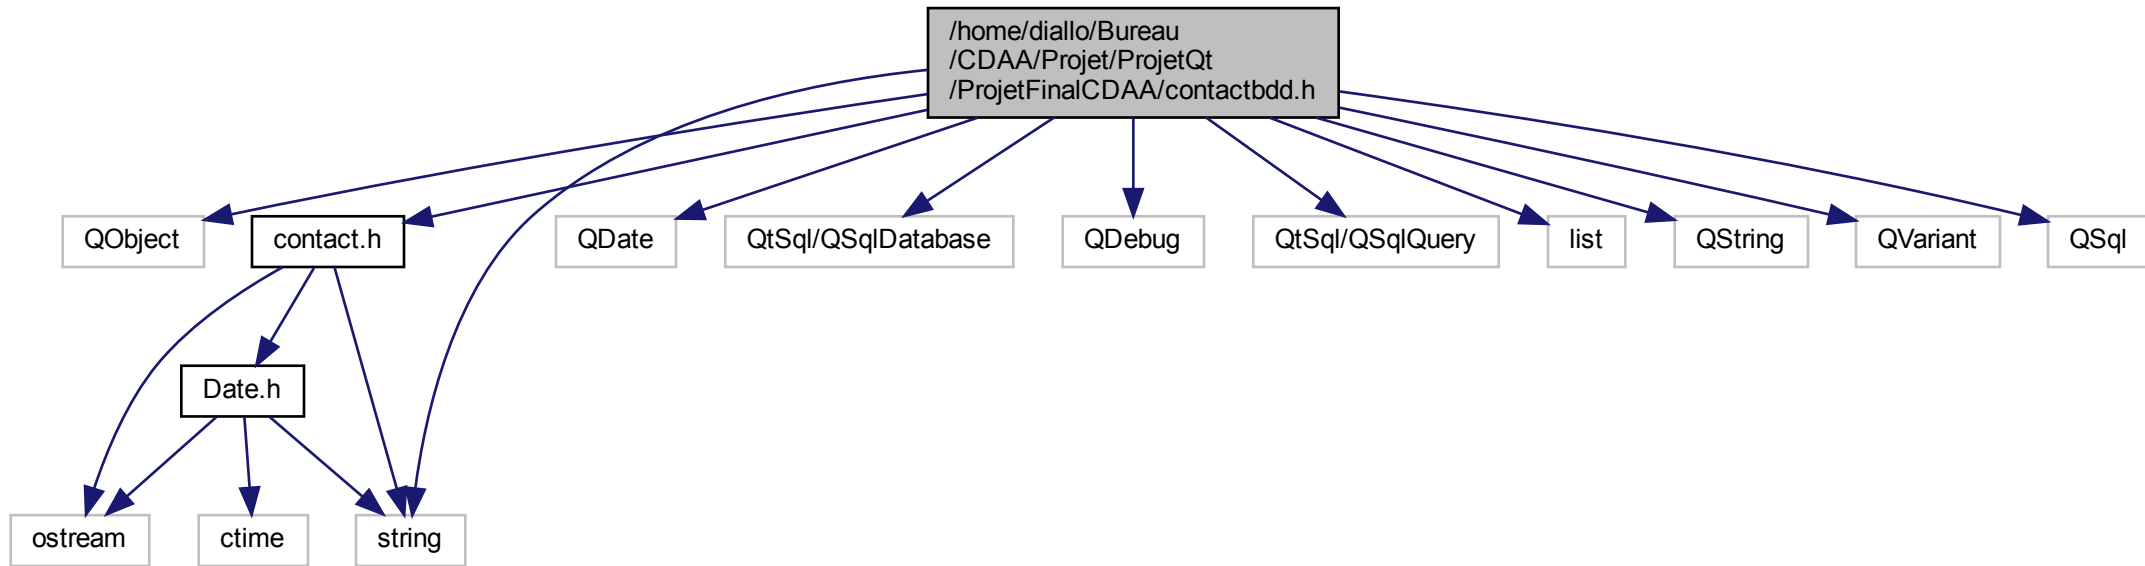 /home/diallo/Bureau
/CDAA/Projet/ProjetQt
/ProjetFinalCDAA/contactbdd.h
QObject
contact.h
QDate
QtSql/QSqlDatabase
QDebug
QtSql/QSqlQuery
list
QString
QVariant
QSql
Date.h
ostream
ctime
string